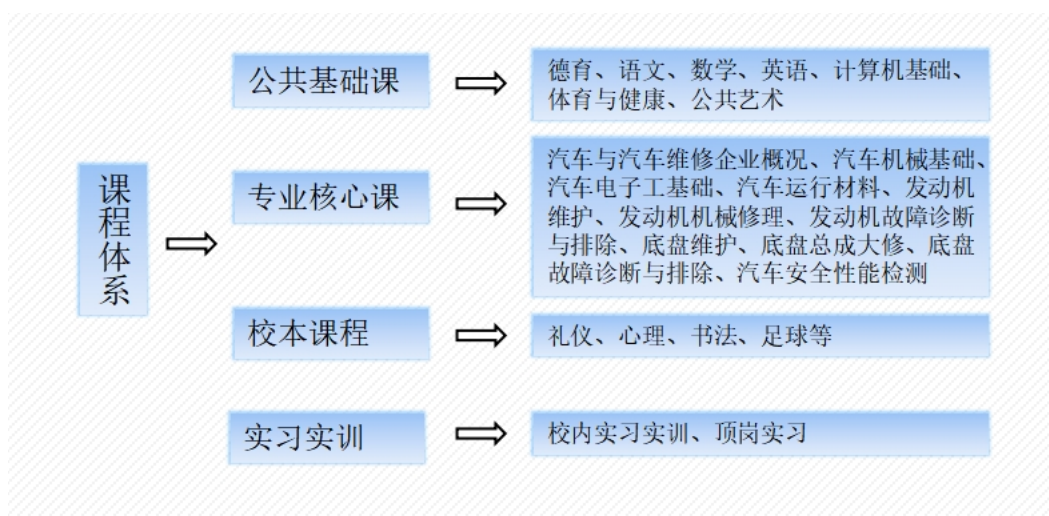 课程体系
公共基础课
德育、语文、数学、英语、计算机基础、
体育与健康、公共艺术
专业核心课
汽车与汽车维修企业概况、汽车机械基础、
汽车电子工基础、汽车运行材料、发动机
维护、发动机机械修理、发动机故障诊断
与排除、底盘维护、底盘总成大修、底盘
故障诊断与排除、汽车安全性能检测
校本课程
礼仪、心理、书法、足球等
实习实训
校内实习实训、顶岗实习